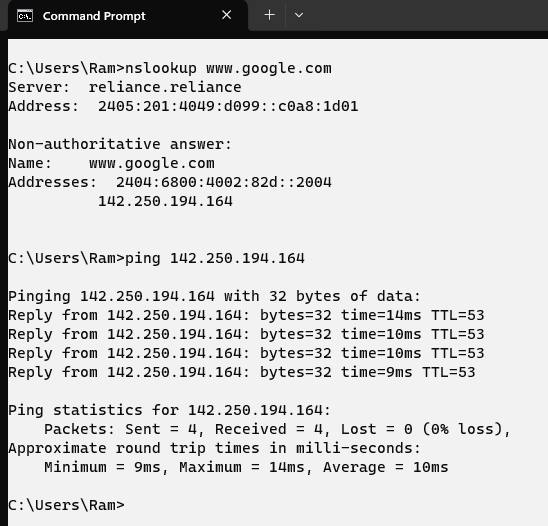 Command Prompt
C:\Users\Ram>nslookup www.google.com
Server:  reliance.reliance
Address:  2405:201:4049:d099::c0a8:1d01
Non-authoritative answer:
Name:    www.google.com
Addresses:  2404:6800:4002:82d::2004
          142.250.194.164
C:\Users\Ram>ping 142.250.194.164
Pinging 142.250.194.164 with 32 bytes of data:
Reply from 142.250.194.164: bytes=32 time=14ms TTL=53
Reply from 142.250.194.164: bytes=32 time=10ms TTL=53
Reply from 142.250.194.164: bytes=32 time=10ms TTL=53
Reply from 142.250.194.164: bytes=32 time=9ms TTL=53
Ping statistics for 142.250.194.164:
    Packets: Sent = 4, Received = 4, Lost = 0 (0% loss),
Approximate round trip times in milli-seconds:
    Minimum = 9ms, Maximum = 14ms, Average = 10ms
C:\Users\Ram>